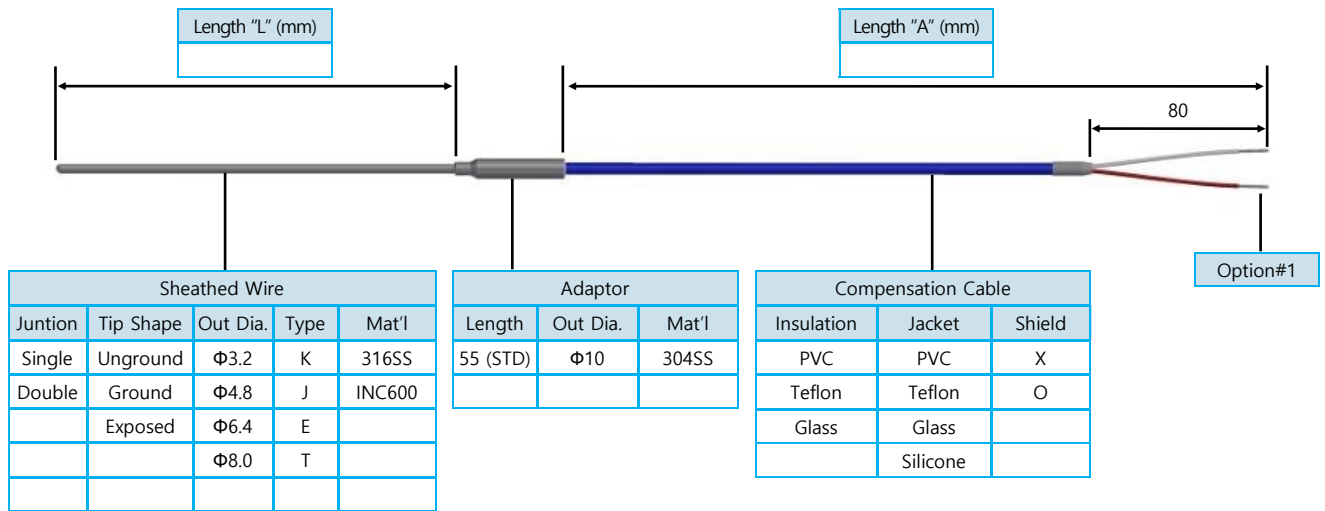 Length "L" (mm)
Length "A" (mm)
80
Option#1
Sheathed Wire
Juntion Tip Shape Out Dia. Type Mat'l
Single Unground Φ3.2 K 316SS
Double Ground Φ4.8 J INC600
Exposed Φ6.4 E
Φ8.0 T
Adaptor
Length Out Dia. Mat'l
55 (STD) Φ10 304SS
Compensation Cable
Insulation Jacket Shield
PVC PVC X
Teflon Teflon O
Glass Glass
Silicone